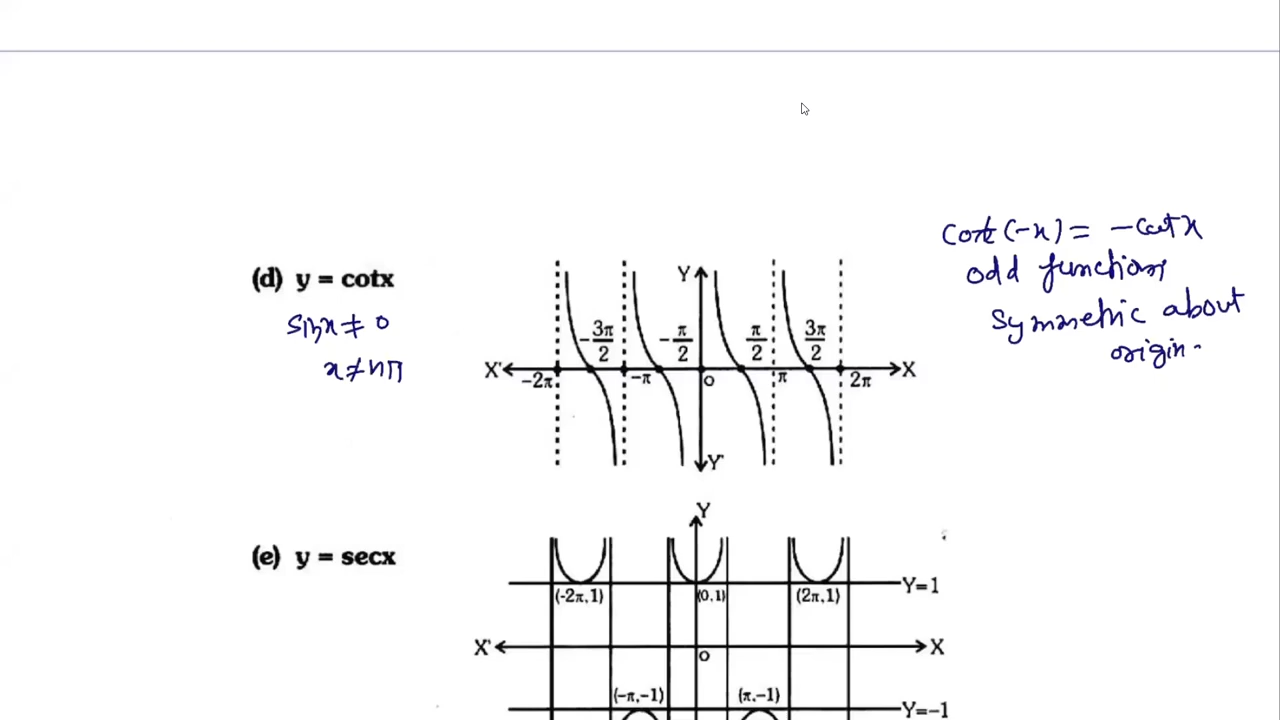 cot(-x) = -cot x
(d) y = cotx
odd function,
sinx ≠ 0
symmetric about
x ≠ nπ
origin.
Y
-3π/2 -π/2 π/2 3π/2
X' -2π -π O π 2π X
Y'
(e) y = secx
Y
Y=1
(-2π,1) (0,1) (2π,1)
X' O X
(-π,-1) (π,-1)
Y=-1